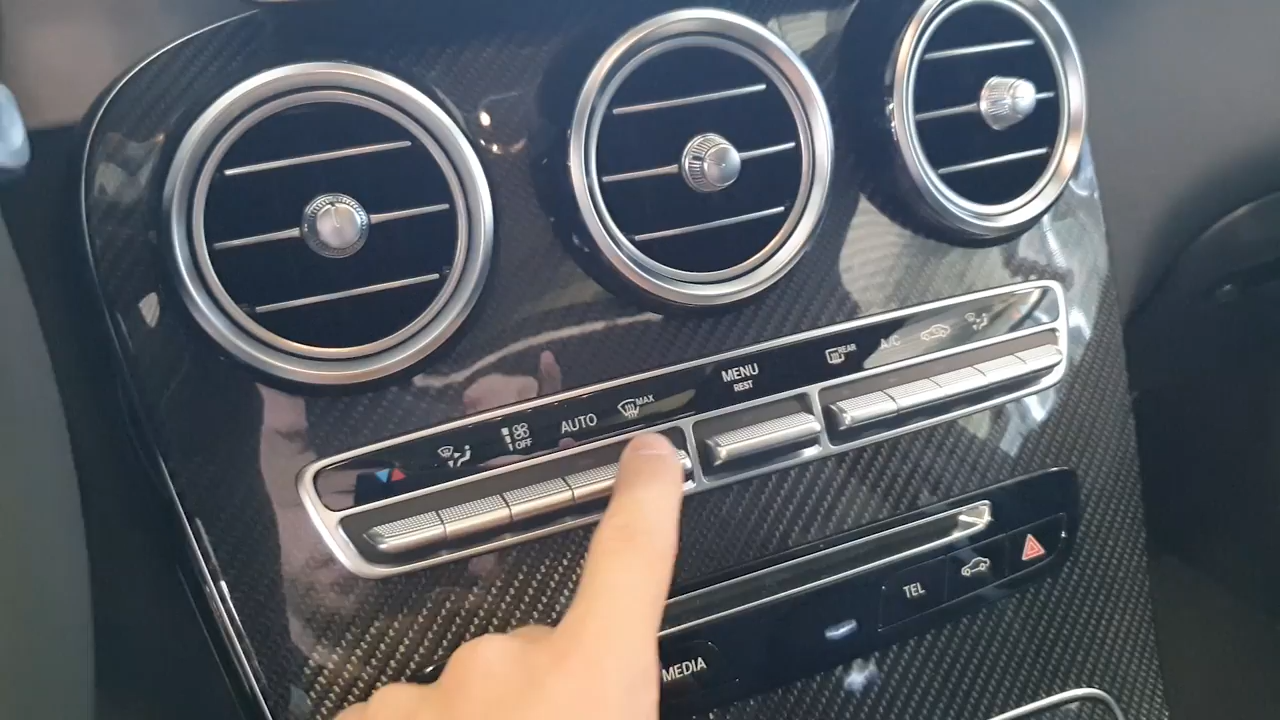 OFF
AUTO
MAX
MENU
REST
REAR
A/C
TEL
MEDIA